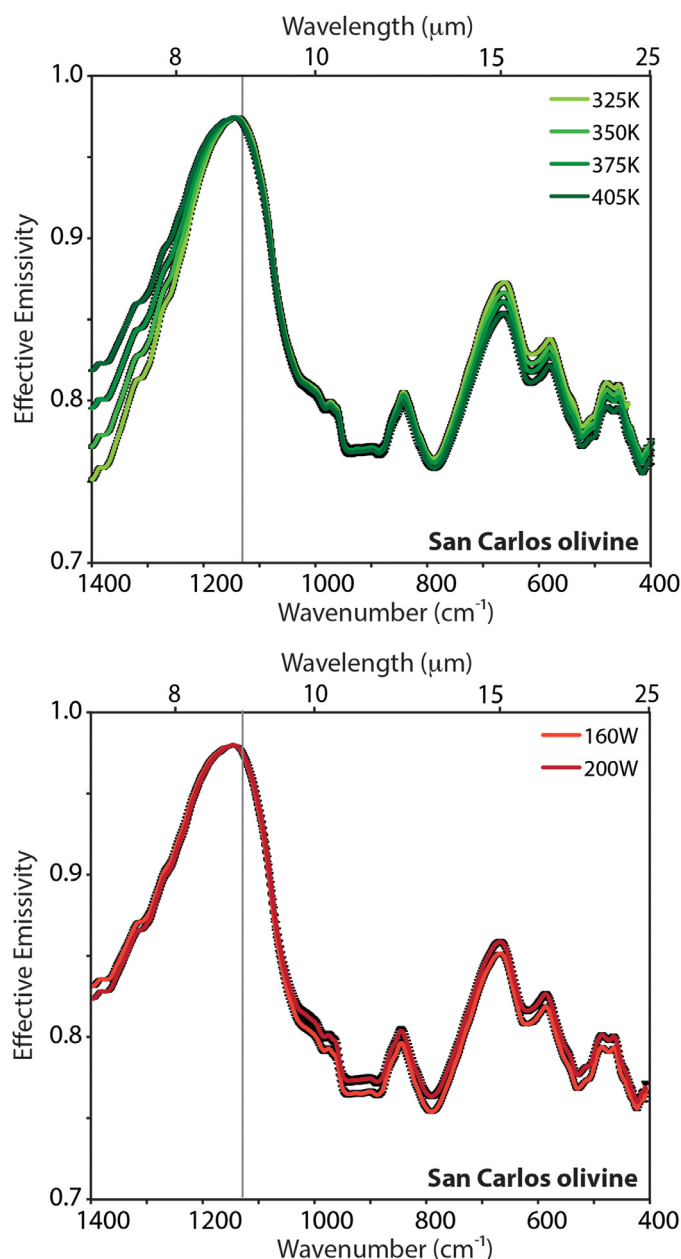 Wavelength (μm)
8 10 15 25
1.0
325K
350K
375K
405K
0.9
Effective Emissivity
0.8
San Carlos olivine
0.7
1400 1200 1000 800 600 400
Wavenumber (cm⁻¹)
Wavelength (μm)
8 10 15 25
1.0
160W
200W
0.9
Effective Emissivity
0.8
San Carlos olivine
0.7
1400 1200 1000 800 600 400
Wavenumber (cm⁻¹)